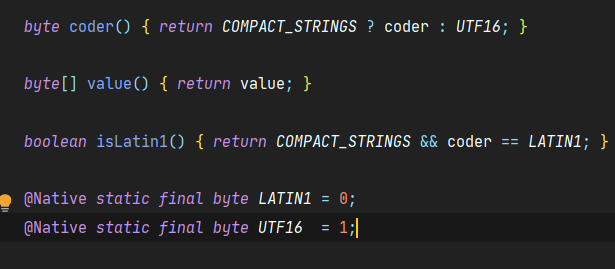 byte coder() { return COMPACT_STRINGS ? coder : UTF16; }
byte[] value() { return value; }
boolean isLatin1() { return COMPACT_STRINGS && coder == LATIN1; }
@Native static final byte LATIN1 = 0;
@Native static final byte UTF16  = 1;